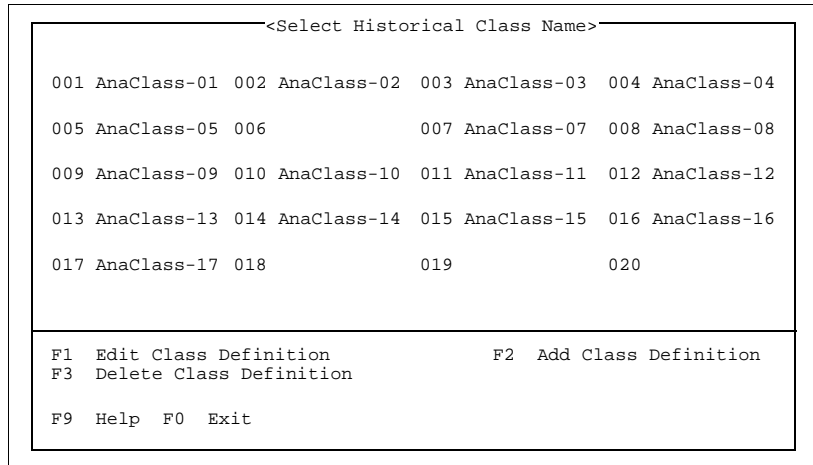 <Select Historical Class Name>
001 AnaClass-01 002 AnaClass-02 003 AnaClass-03 004 AnaClass-04
005 AnaClass-05 006 007 AnaClass-07 008 AnaClass-08
009 AnaClass-09 010 AnaClass-10 011 AnaClass-11 012 AnaClass-12
013 AnaClass-13 014 AnaClass-14 015 AnaClass-15 016 AnaClass-16
017 AnaClass-17 018 019 020
F1 Edit Class Definition F2 Add Class Definition
F3 Delete Class Definition
F9 Help F0 Exit